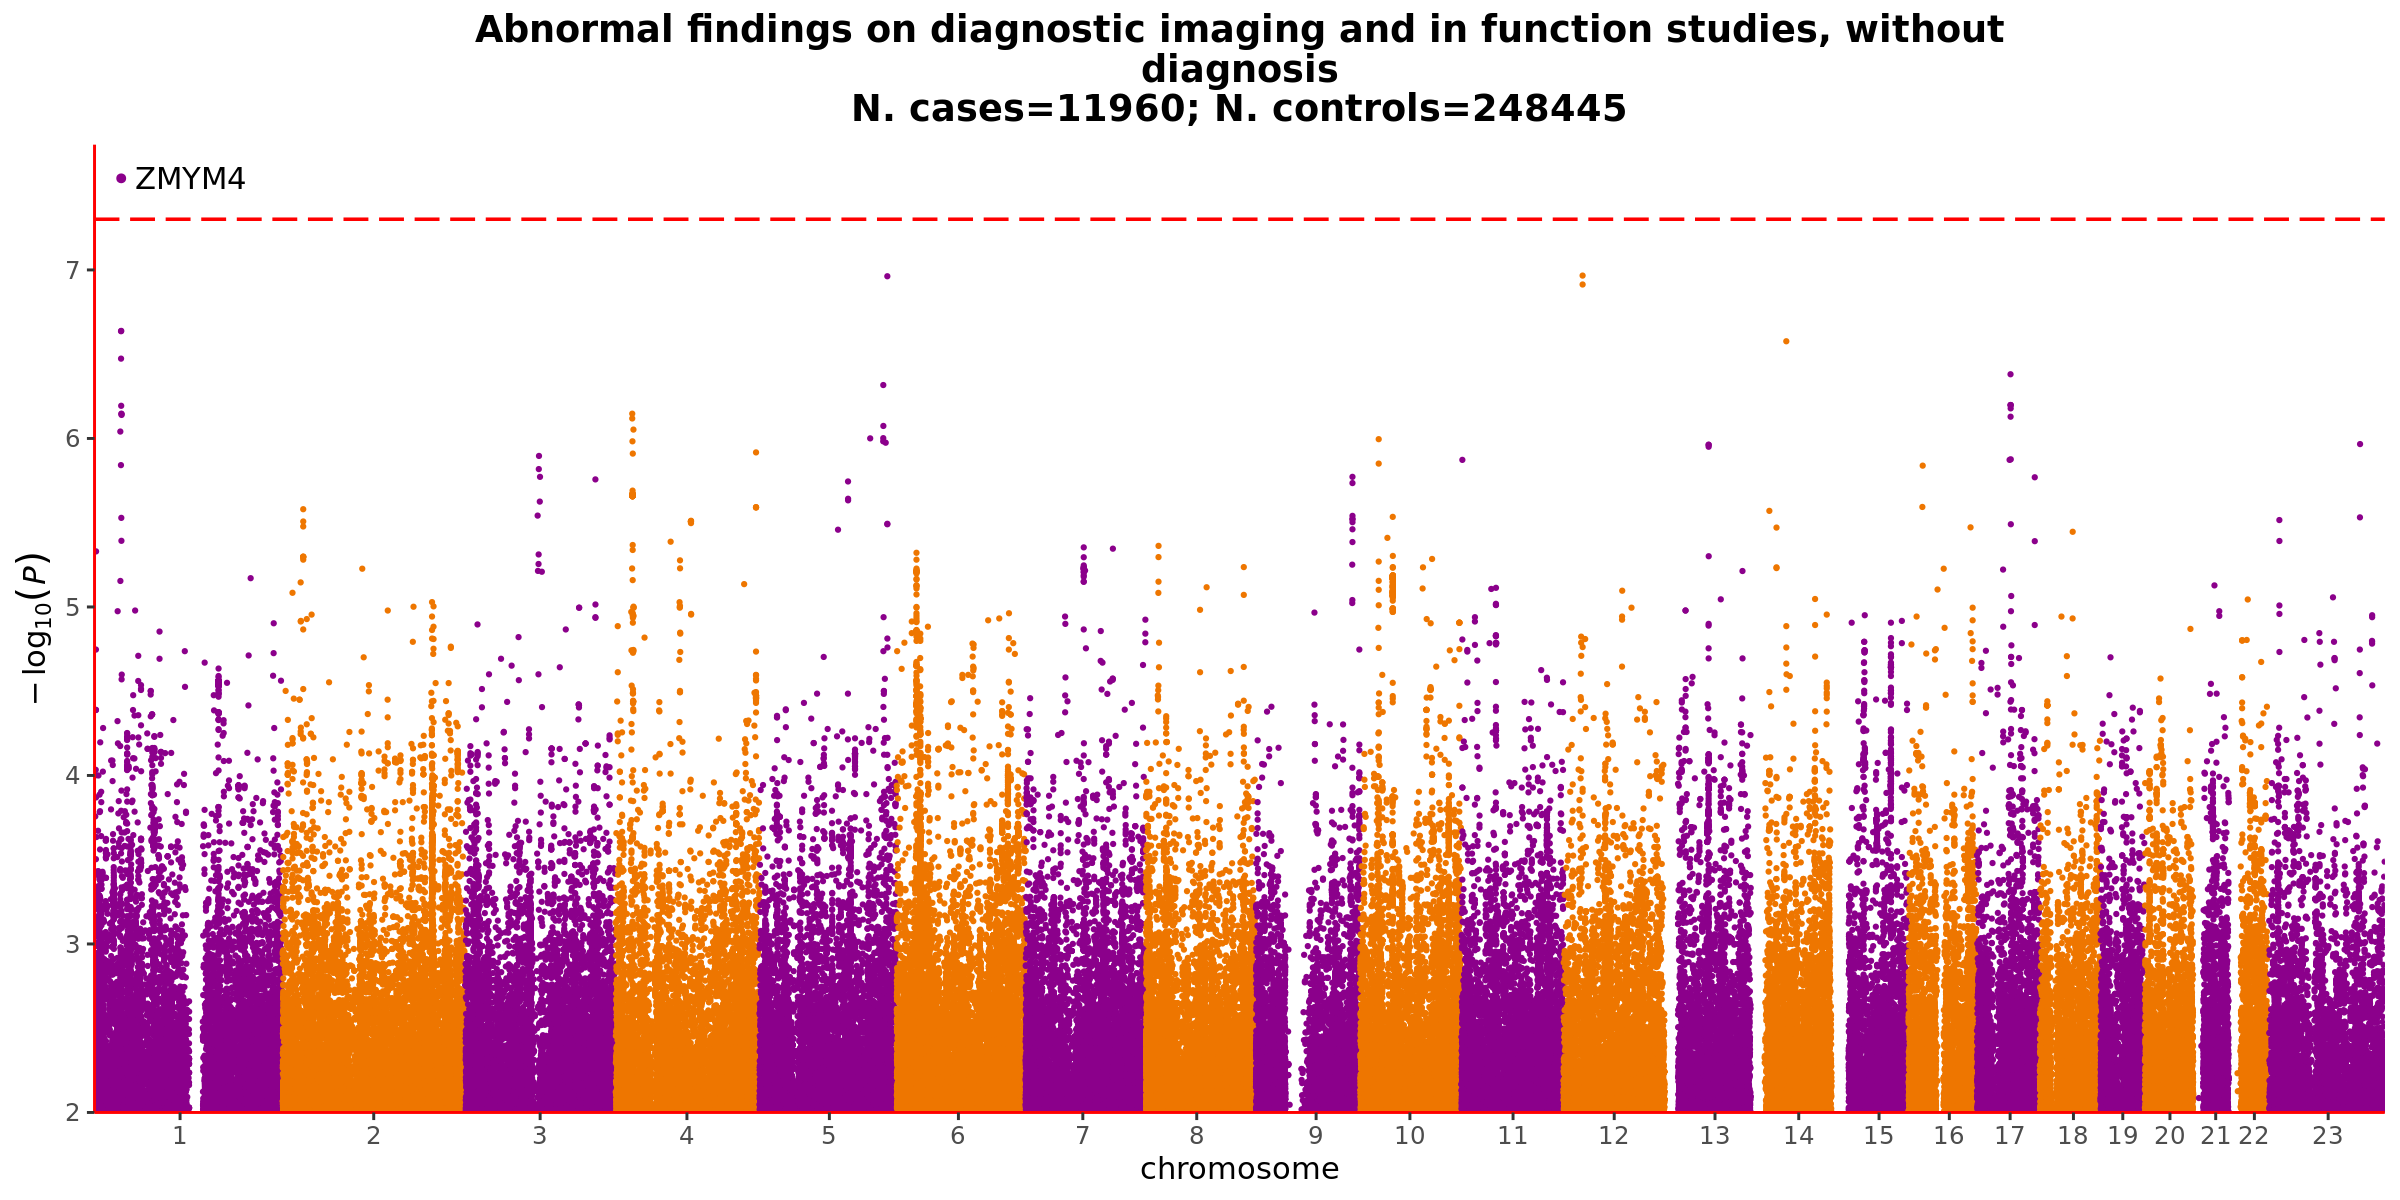 Abnormal findings on diagnostic imaging and in function studies, without
diagnosis
N. cases=11960; N. controls=248445
ZMYM4
7
6
5
4
3
2
−log10(P)
1 2 3 4 5 6 7 8 9 10 11 12 13 14 15 16 17 18 19 20 21 22 23
chromosome